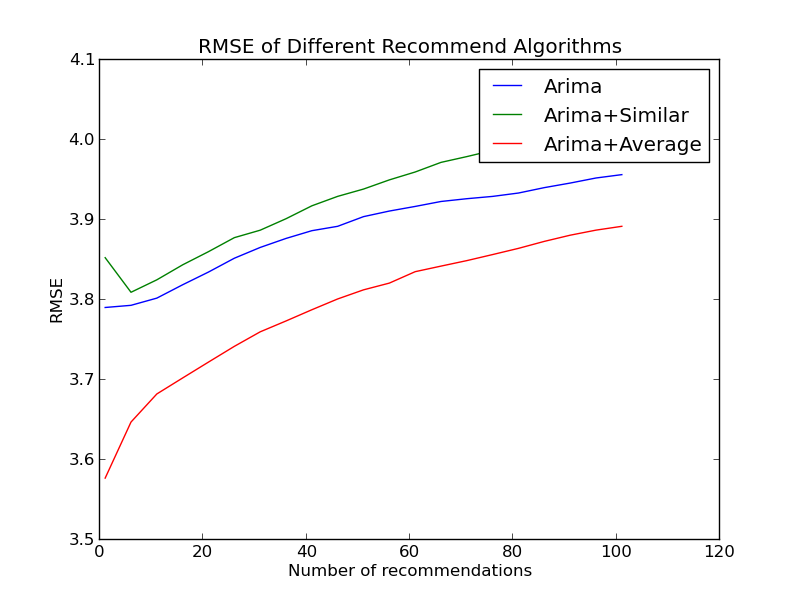 RMSE of Different Recommend Algorithms
4.1
4.0
3.9
3.8
3.7
3.6
3.5
RMSE
Arima
Arima+Similar
Arima+Average
0 20 40 60 80 100 120
Number of recommendations